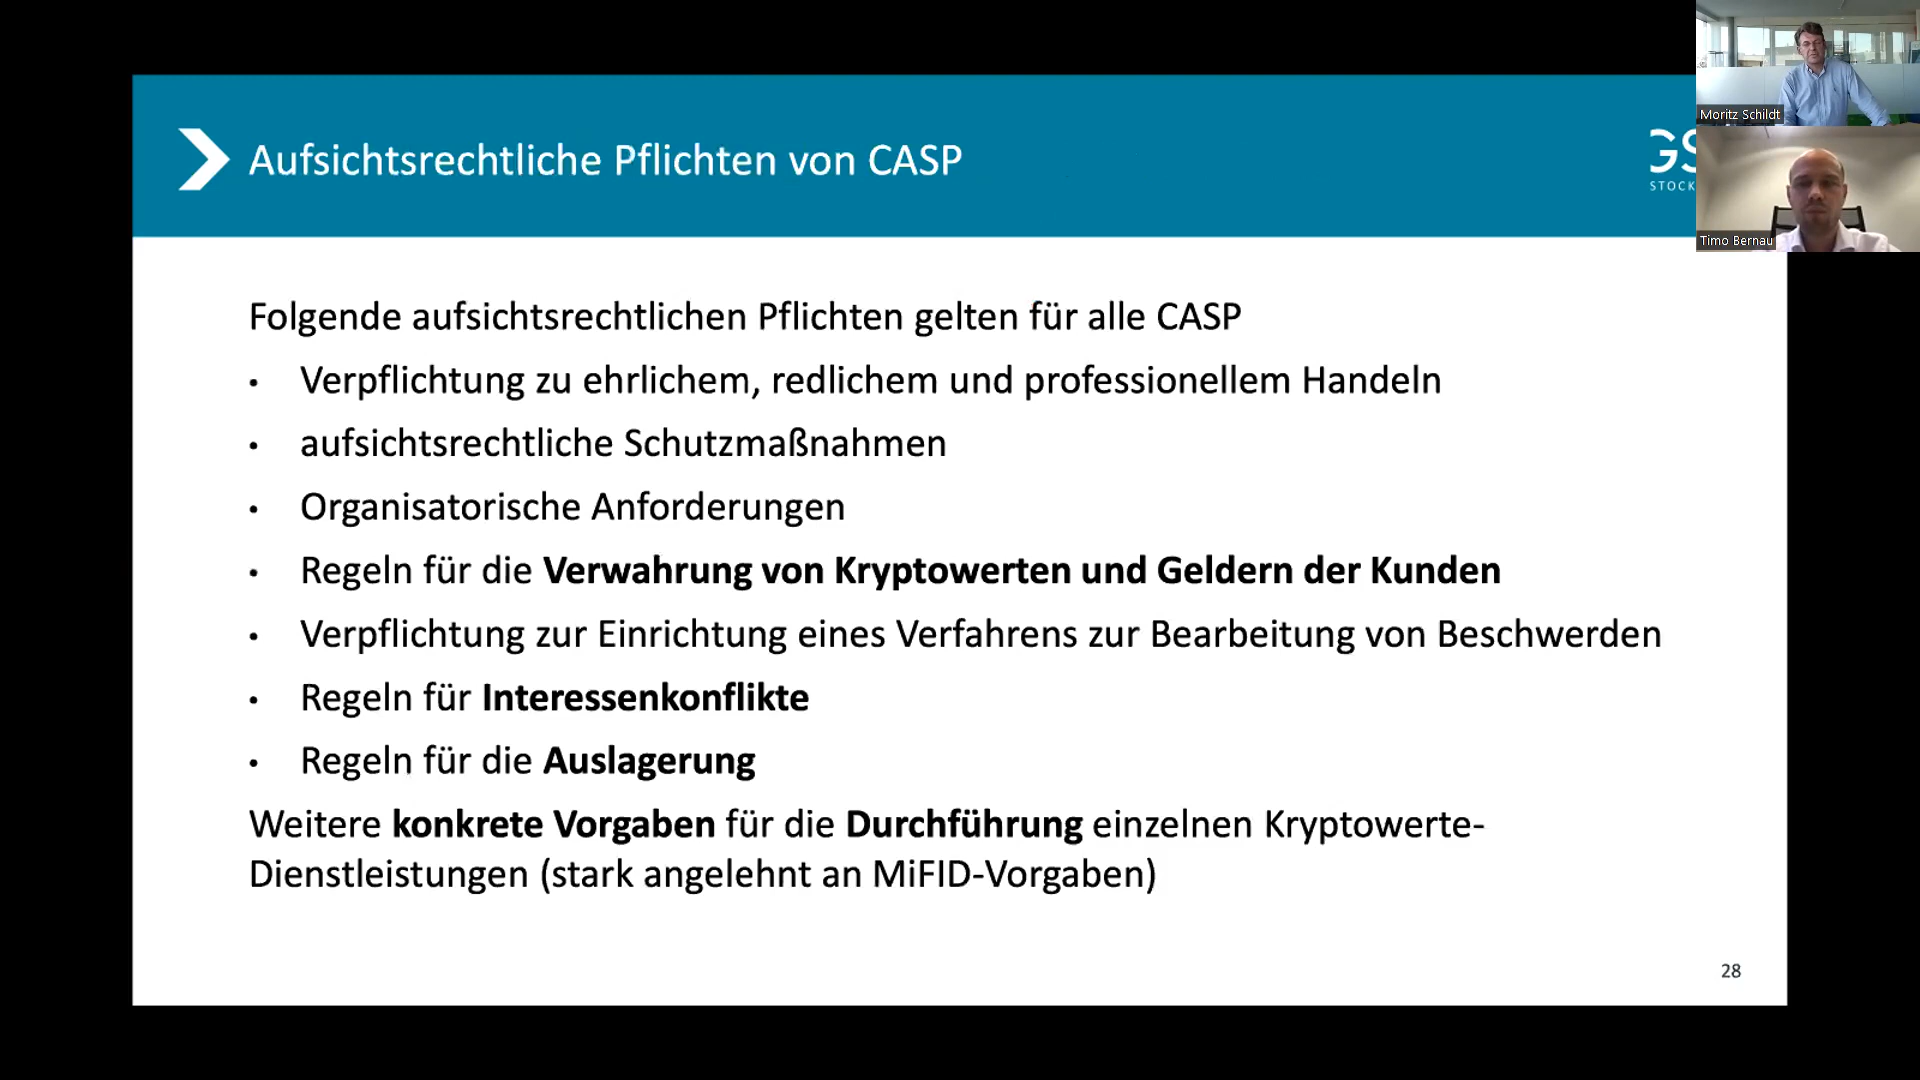 Aufsichtsrechtliche Pflichten von CASP
STOCK
Moritz Schildt
Timo Bernau
Folgende aufsichtsrechtlichen Pflichten gelten für alle CASP
• Verpflichtung zu ehrlichem, redlichem und professionellem Handeln
• aufsichtsrechtliche Schutzmaßnahmen
• Organisatorische Anforderungen
• Regeln für die Verwahrung von Kryptowerten und Geldern der Kunden
• Verpflichtung zur Einrichtung eines Verfahrens zur Bearbeitung von Beschwerden
• Regeln für Interessenkonflikte
• Regeln für die Auslagerung
Weitere konkrete Vorgaben für die Durchführung einzelnen Kryptowerte-
Dienstleistungen (stark angelehnt an MiFID-Vorgaben)
28